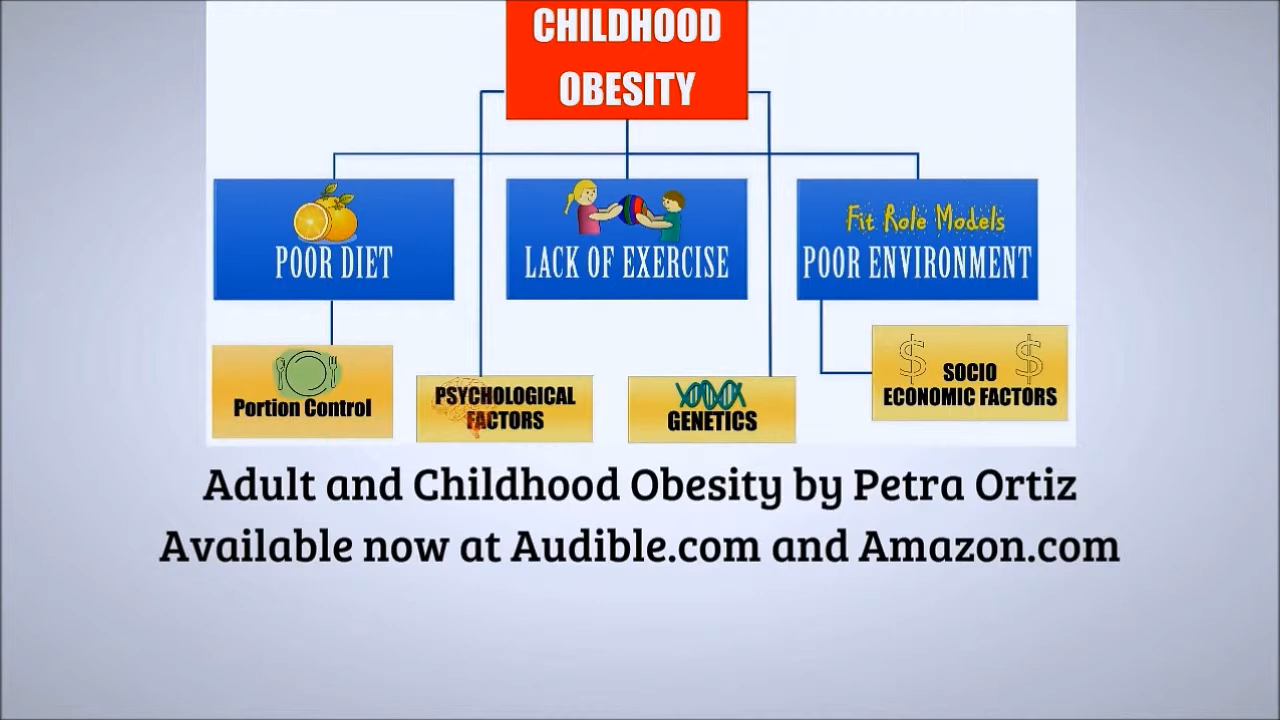 CHILDHOOD
OBESITY
POOR DIET
LACK OF EXERCISE
Fit Role Models
POOR ENVIRONMENT
Portion Control
PSYCHOLOGICAL
FACTORS
GENETICS
$ $
SOCIO
ECONOMIC FACTORS
Adult and Childhood Obesity by Petra Ortiz
Available now at Audible.com and Amazon.com